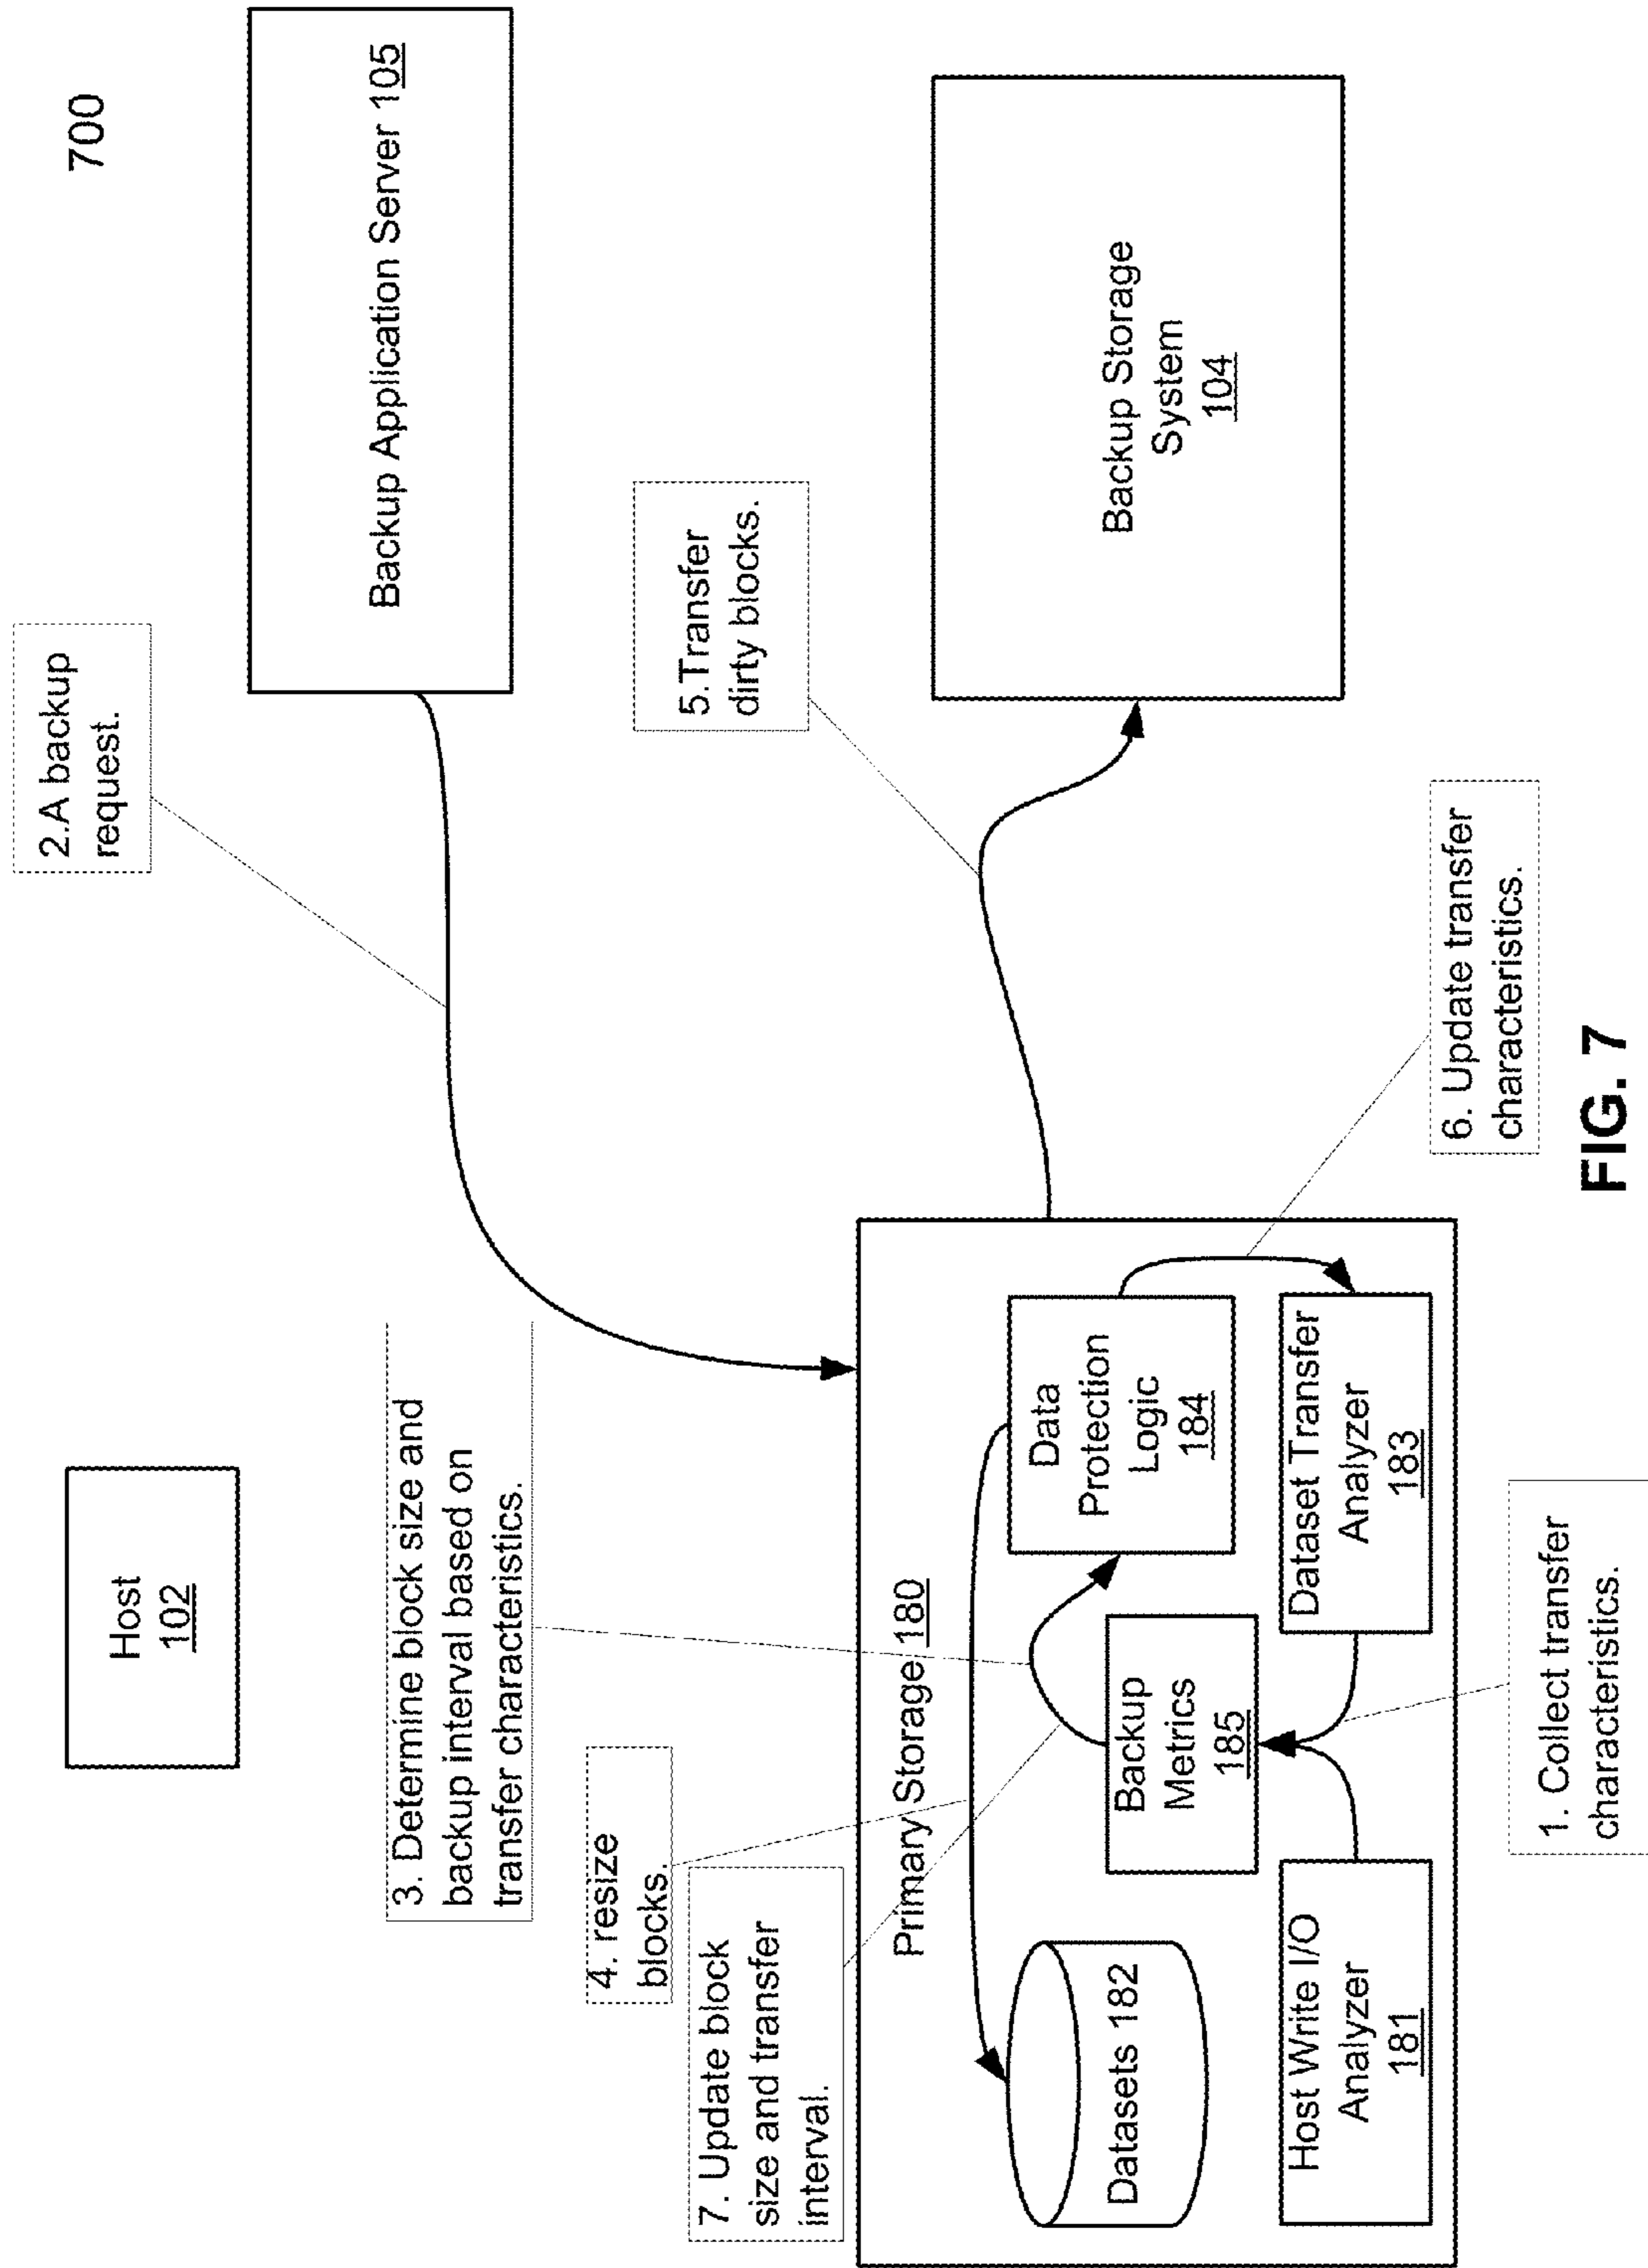 700
Host
102
Backup Application Server 105
2.A backup
request.
3. Determine block size and
backup interval based on
transfer characteristics.
4. resize
blocks.
7. Update block
size and transfer
interval.
5.Transfer
dirty blocks.
Primary Storage 180
Datasets 182
Backup
Metrics
185
Data
Protection
Logic
184
Host Write I/O
Analyzer
181
Dataset Transfer
Analyzer
183
Backup Storage
System
104
1. Collect transfer
characteristics.
6. Update transfer
characteristics.
FIG. 7